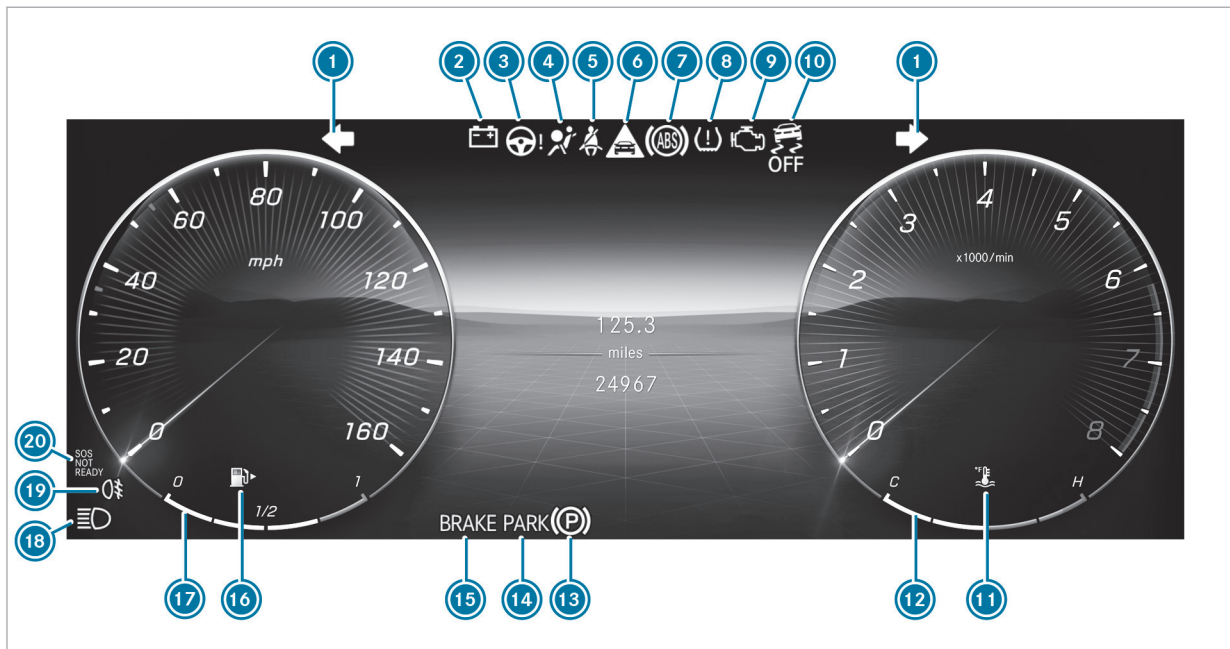 1 2 3 4 5 6 7 8 9 10 1
ABS
!
!
OFF
80
60 100
mph
40 120
20 140
0 160
125.3
miles
24967
4
3 5
x1000/min
2 6
1 7
0 8
20
SOS
NOT
READY
19
18
0 1/2 1
°F
C H
BRAKE PARK (P)
17 16 15 14 13 12 11